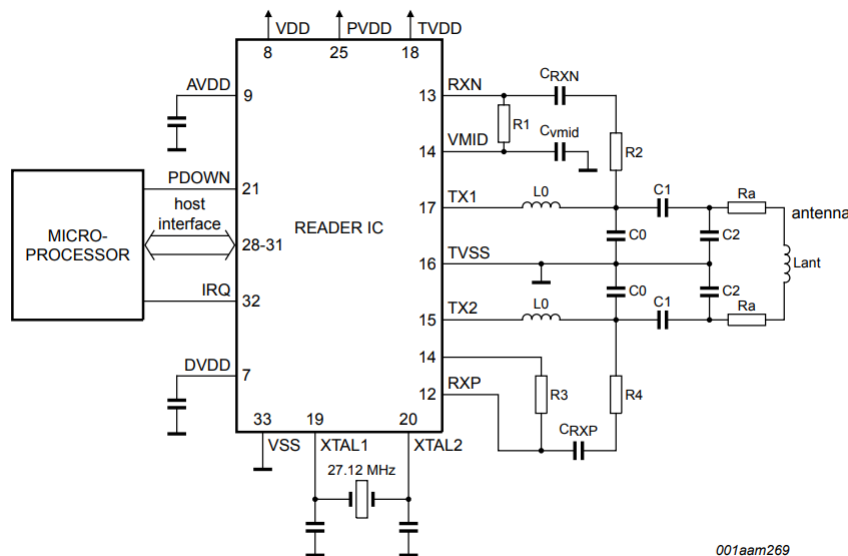 VDD
PVDD
TVDD
8
25
18
AVDD
9
RXN
13
CRXN
R1
VMID
14
Cvmid
R2
MICRO-
PROCESSOR
PDOWN
21
host
interface
28-31
READER IC
IRQ
32
TX1
17
L0
C1
Ra
antenna
C0
C2
TVSS
16
Lant
C0
C2
TX2
15
L0
C1
Ra
DVDD
7
14
RXP
12
R3
R4
CRXP
33
19
20
VSS
XTAL1
XTAL2
27.12 MHz
001aam269